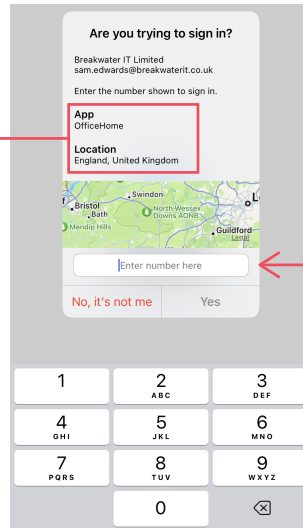 Are you trying to sign in?
Breakwater IT Limited
sam.edwards@breakwaterit.co.uk
Enter the number shown to sign in.
App
OfficeHome
Location
England, United Kingdom
Swindon
Bristol
Bath
North Wessex
Downs AONB
Mendip Hills
Guildford
Legal
Enter number here
No, it's not me
Yes
1
2
ABC
3
DEF
4
GHI
5
JKL
6
MNO
7
PQRS
8
TUV
9
WXYZ
0